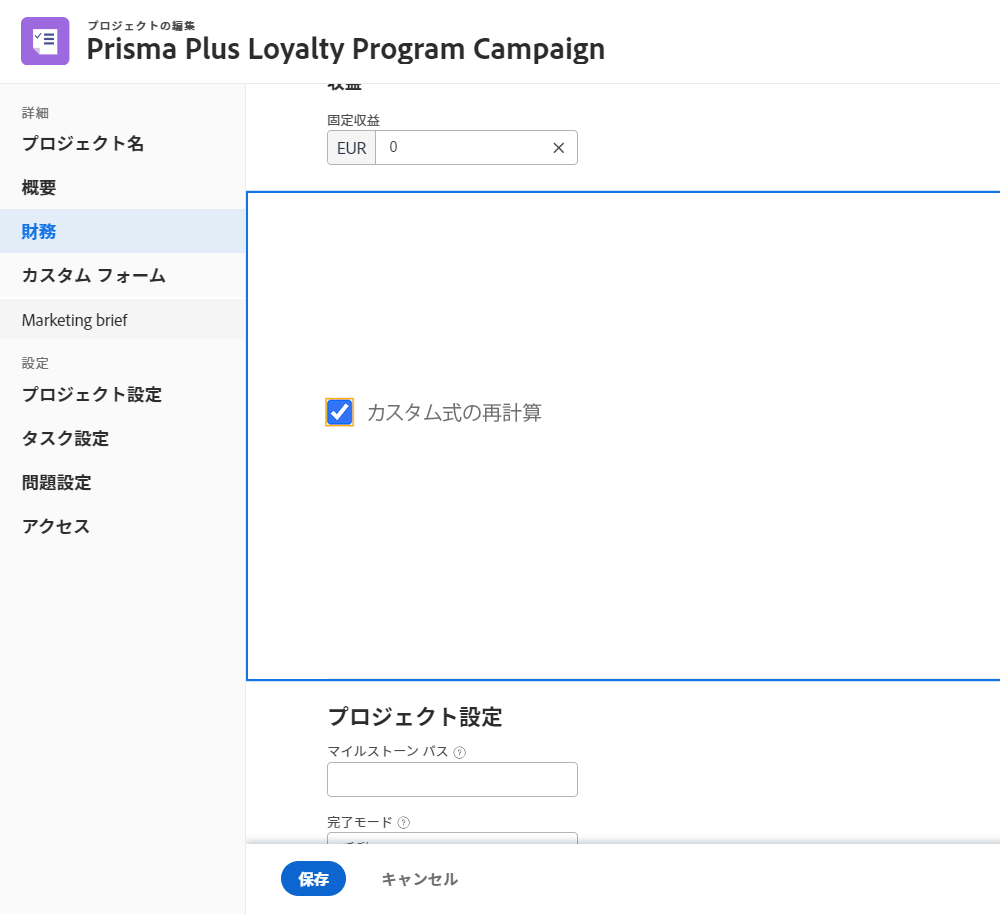 プロジェクトの編集
Prisma Plus Loyalty Program Campaign
詳細
プロジェクト名
概要
財務
カスタム フォーム
Marketing brief
設定
プロジェクト設定
タスク設定
問題設定
アクセス
収益
固定収益
EUR 0
カスタム式の再計算
プロジェクト設定
マイルストーン パス
完了モード
保存 キャンセル